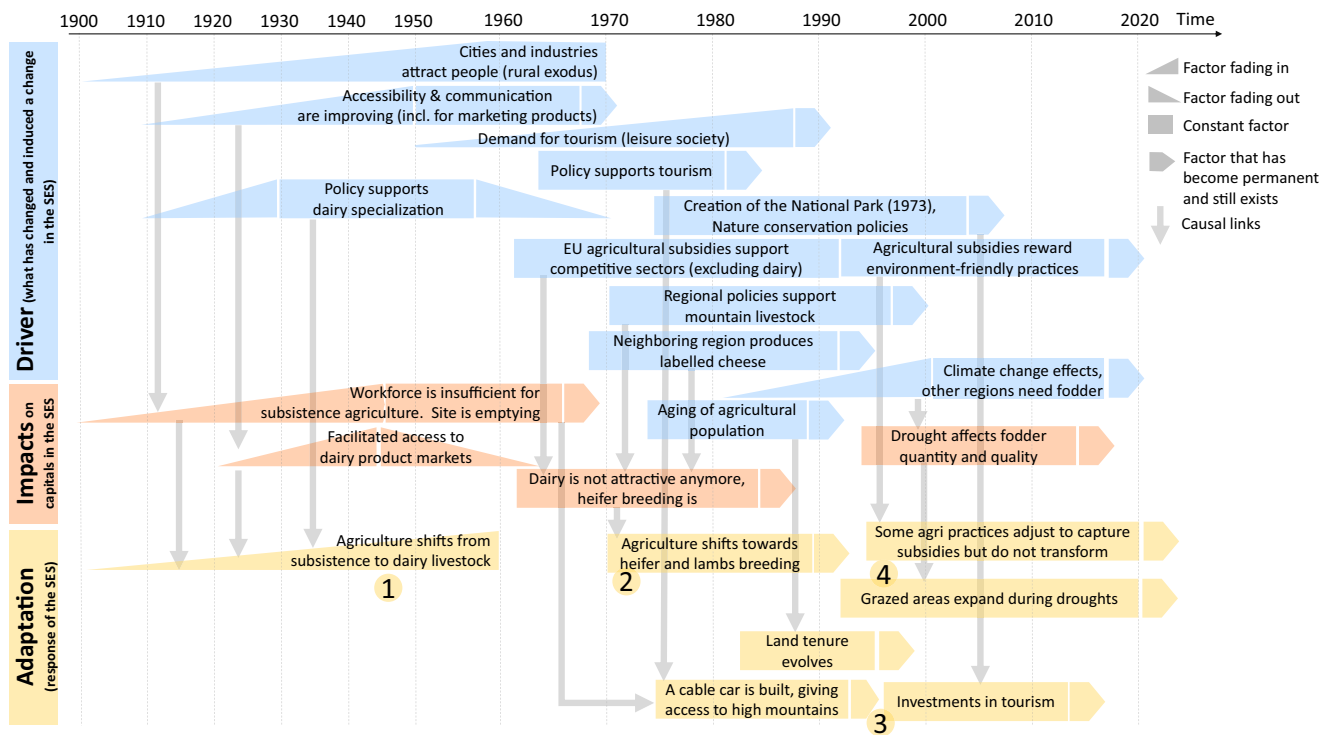 1900 1910 1920 1930 1940 1950 1960 1970 1980 1990 2000 2010 2020 Time
Driver (what has changed and induced a change
in the SES)
Cities and industries
attract people (rural exodus)
Accessibility & communication
are improving (incl. for marketing products)
Demand for tourism (leisure society)
Policy supports tourism
Policy supports
dairy specialization
Creation of the National Park (1973),
Nature conservation policies
EU agricultural subsidies support
competitive sectors (excluding dairy)
Agricultural subsidies reward
environment-friendly practices
Regional policies support
mountain livestock
Neighboring region produces
labelled cheese
Climate change effects,
other regions need fodder
Aging of agricultural
population
Factor fading in
Factor fading out
Constant factor
Factor that has
become permanent
and still exists
Causal links
Impacts on
capitals in the SES
Workforce is insufficient for
subsistence agriculture. Site is emptying
Facilitated access to
dairy product markets
Drought affects fodder
quantity and quality
Dairy is not attractive anymore,
heifer breeding is
Adaptation
(response of the SES)
Agriculture shifts from
subsistence to dairy livestock
1
Agriculture shifts towards
heifer and lambs breeding
2
Some agri practices adjust to capture
subsidies but do not transform
4
Grazed areas expand during droughts
Land tenure
evolves
A cable car is built, giving
access to high mountains
3
Investments in tourism